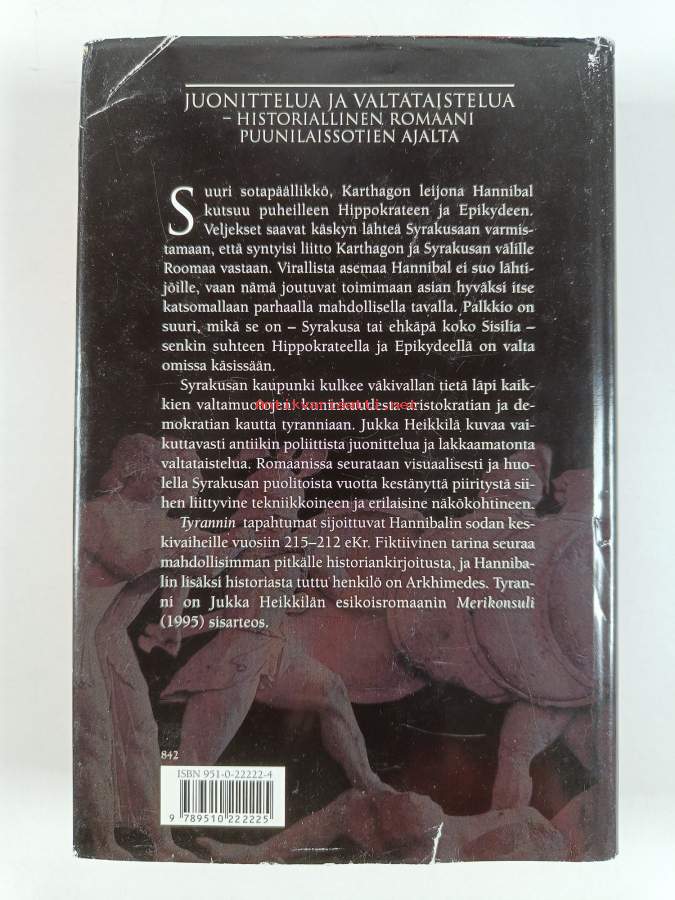 JUONITTELUA JA VALTATAISTELUA
– HISTORIALLINEN ROMAANI
PUUNILAISSOTIEN AJALTA
Suuri sotapäällikkö, Karthagon leijona Hannibal
kutsuu puheilleen Hippokrateen ja Epikydeen.
Veljekset saavat käskyn lähteä Syrakusaan varmis-
tamaan, että syntyisi liitto Karthagon ja Syrakusan välille
Roomaa vastaan. Virallista asemaa Hannibal ei suo lähti-
jöille, vaan nämä joutuvat toimimaan asian hyväksi itse
katsomallaan parhaalla mahdollisella tavalla. Palkkio on
suuri, mikä se on – Syrakusa tai ehkäpä koko Sisilia –
senkin suhteen Hippokrateella ja Epikydeellä on valta
omissa käsissään.
Syrakusan kaupunki kulkee väkivallan tietä läpi kaik-
kien valtamuotojen kuninkuudesta aristokratian ja de-
mokratian kautta tyranniaan. Jukka Heikkilä kuvaa vai-
kuttavasti antiikin poliittista juonittelua ja lakkaamatonta
valtataistelua. Romaanissa seurataan visuaalisesti ja huo-
lella Syrakusan puolitoista vuotta kestänyttä piiritystä sii-
hen liittyvine tekniikkoineen ja erilaisine näkökohtineen.
Tyrannin tapahtumat sijoittuvat Hannibalin sodan kes-
kivaiheille vuosiin 215–212 eKr. Fiktiivinen tarina seuraa
mahdollisimman pitkälle historiankirjoitusta, ja Hanniba-
lin lisäksi historiasta tuttu henkilö on Arkhimedes. Tyran-
ni on Jukka Heikkilän esikoisromaanin Merikonsuli
(1995) sisarteos.
842
ISBN 951-0-22222-4
9 789510 222225